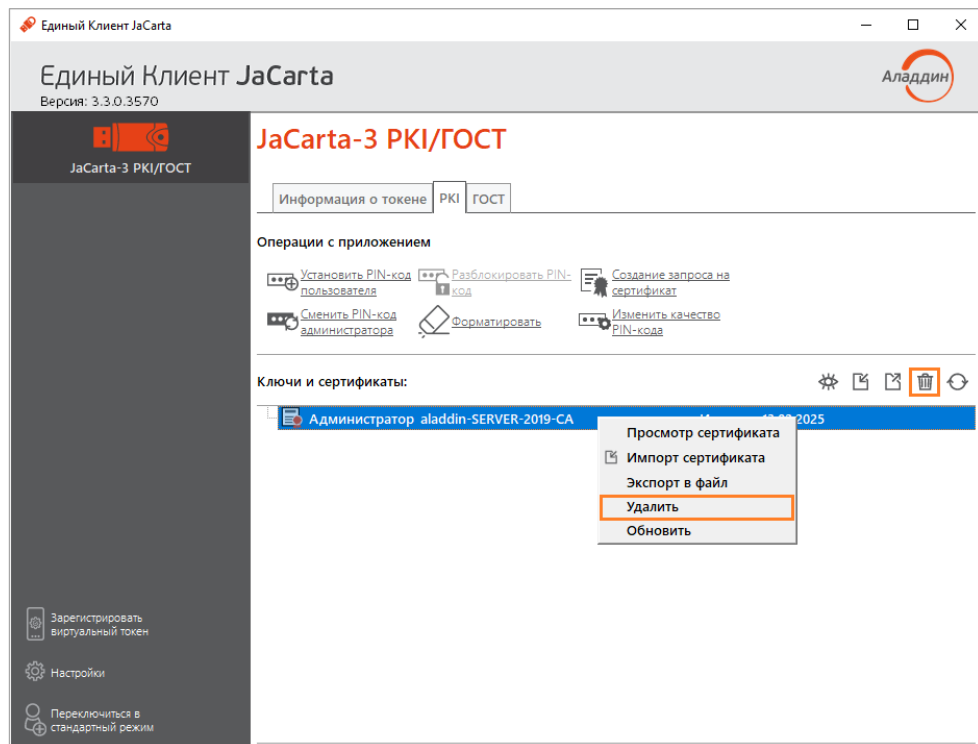 Единый Клиент JaCarta
Единый Клиент JaCarta
Версия: 3.3.0.3570
Аладдин
JaCarta-3 PKI/ГОСТ
JaCarta-3 PKI/ГОСТ
Информация о токене PKI ГОСТ
Операции с приложением
Установить PIN-код
пользователя
Разблокировать PIN-
код
Создание запроса на
сертификат
Сменить PIN-код
администратора
Форматировать
Изменить качество
PIN-кода
Ключи и сертификаты:
Администратор aladdin-SERVER-2019-CA 2025
Просмотр сертификата
Импорт сертификата
Экспорт в файл
Удалить
Обновить
Зарегистрировать
виртуальный токен
Настройки
Переключиться в
стандартный режим